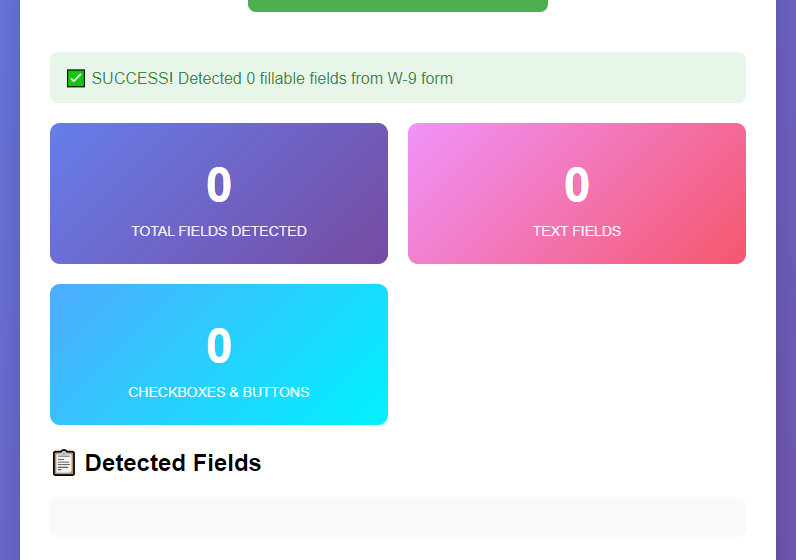 ✅ SUCCESS! Detected 0 fillable fields from W-9 form
0
TOTAL FIELDS DETECTED
0
TEXT FIELDS
0
CHECKBOXES & BUTTONS
📋 Detected Fields